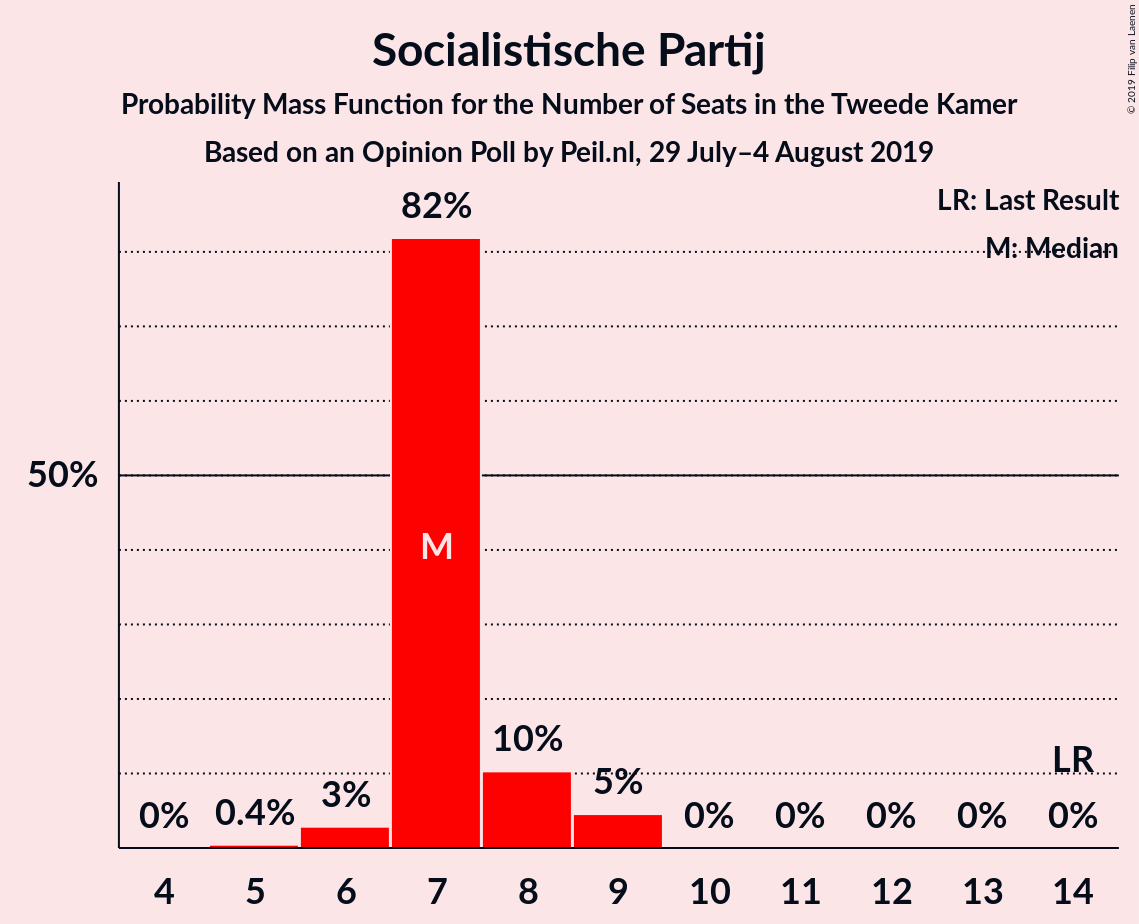 Socialistische Partij
Probability Mass Function for the Number of Seats in the Tweede Kamer
Based on an Opinion Poll by Peil.nl, 29 July–4 August 2019
© 2019 Filip van Laenen
LR: Last Result
M: Median
82%
50%
M
10%
LR
5%
3%
0% 0.4% 0% 0% 0% 0% 0%
4 5 6 7 8 9 10 11 12 13 14